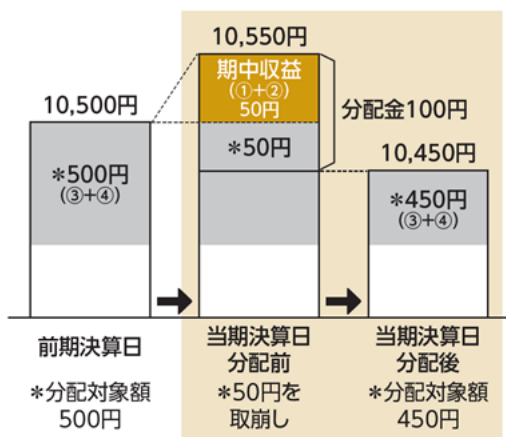 10,500円
*500円
(③+④)
10,550円
期中収益
(①+②)
50円
*50円
分配金100円
10,450円
*450円
(③+④)
前期決算日
*分配対象額
500円
当期決算日
分配前
*50円を
取崩し
当期決算日
分配後
*分配対象額
450円